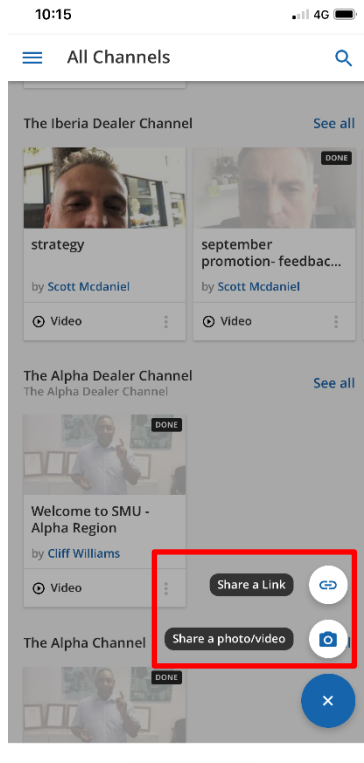 10:15
4G
All Channels
The Iberia Dealer Channel
See all
DONE
strategy
september
promotion- feedbac...
by Scott Mcdaniel
by Scott Mcdaniel
Video
Video
The Alpha Dealer Channel
The Alpha Dealer Channel
See all
DONE
Welcome to SMU -
Alpha Region
by Cliff Williams
Share a Link
Video
Share a photo/video
The Alpha Channel
DONE